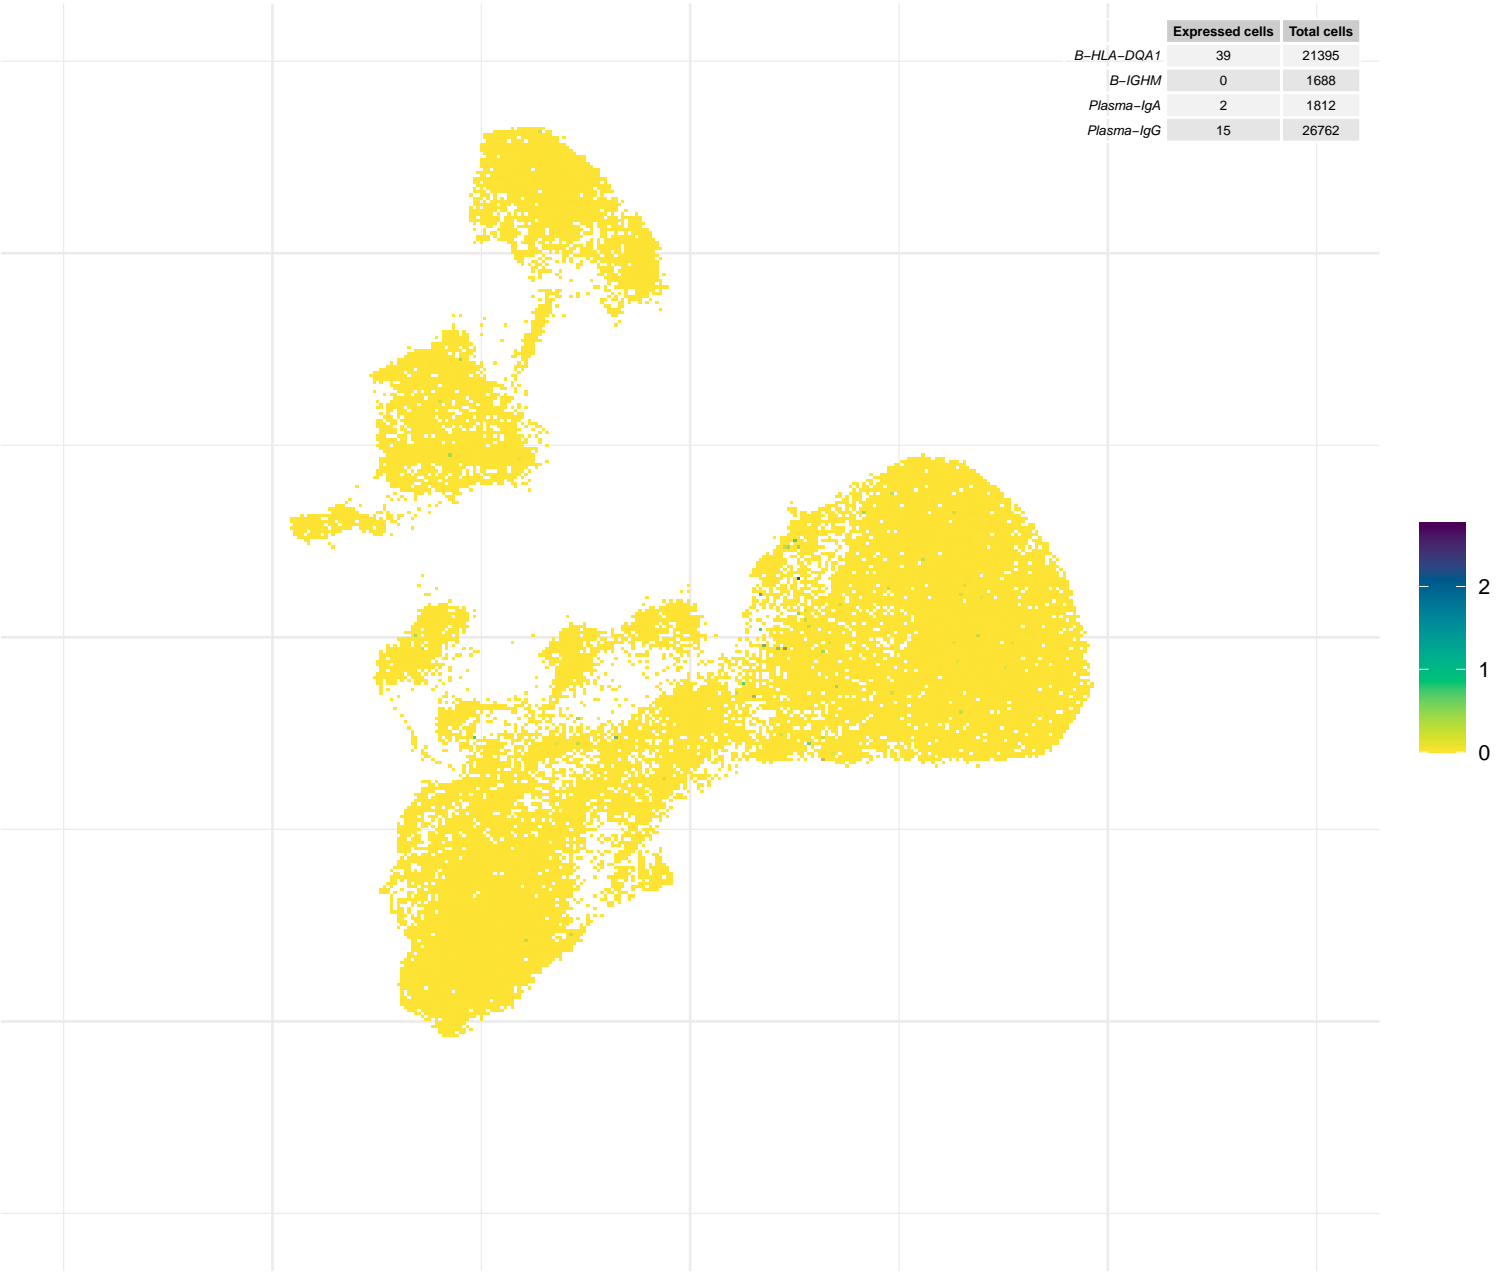 Expressed cells Total cells
B−HLA−DQA1 39 21395
B−IGHM 0 1688
Plasma−IgA 2 1812
Plasma−IgG 15 26762
2
1
0